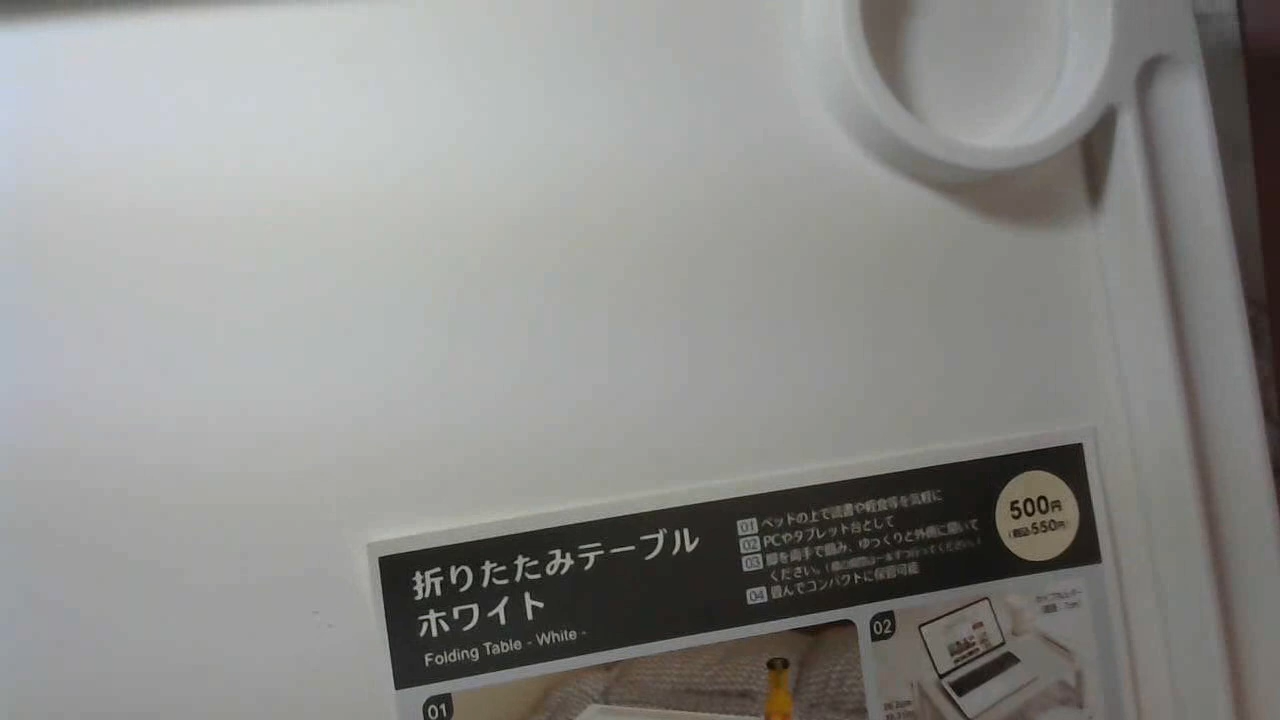 折りたたみテーブル
ホワイト
Folding Table - White -
01 ベッドの上で読書や軽食等を気軽に
02 PCやタブレット台として
03 脚を両手で掴み、ゆっくりと外側に開いて
ください。
04 畳んでコンパクトに保管可能
500円
(税込550円)
01
02